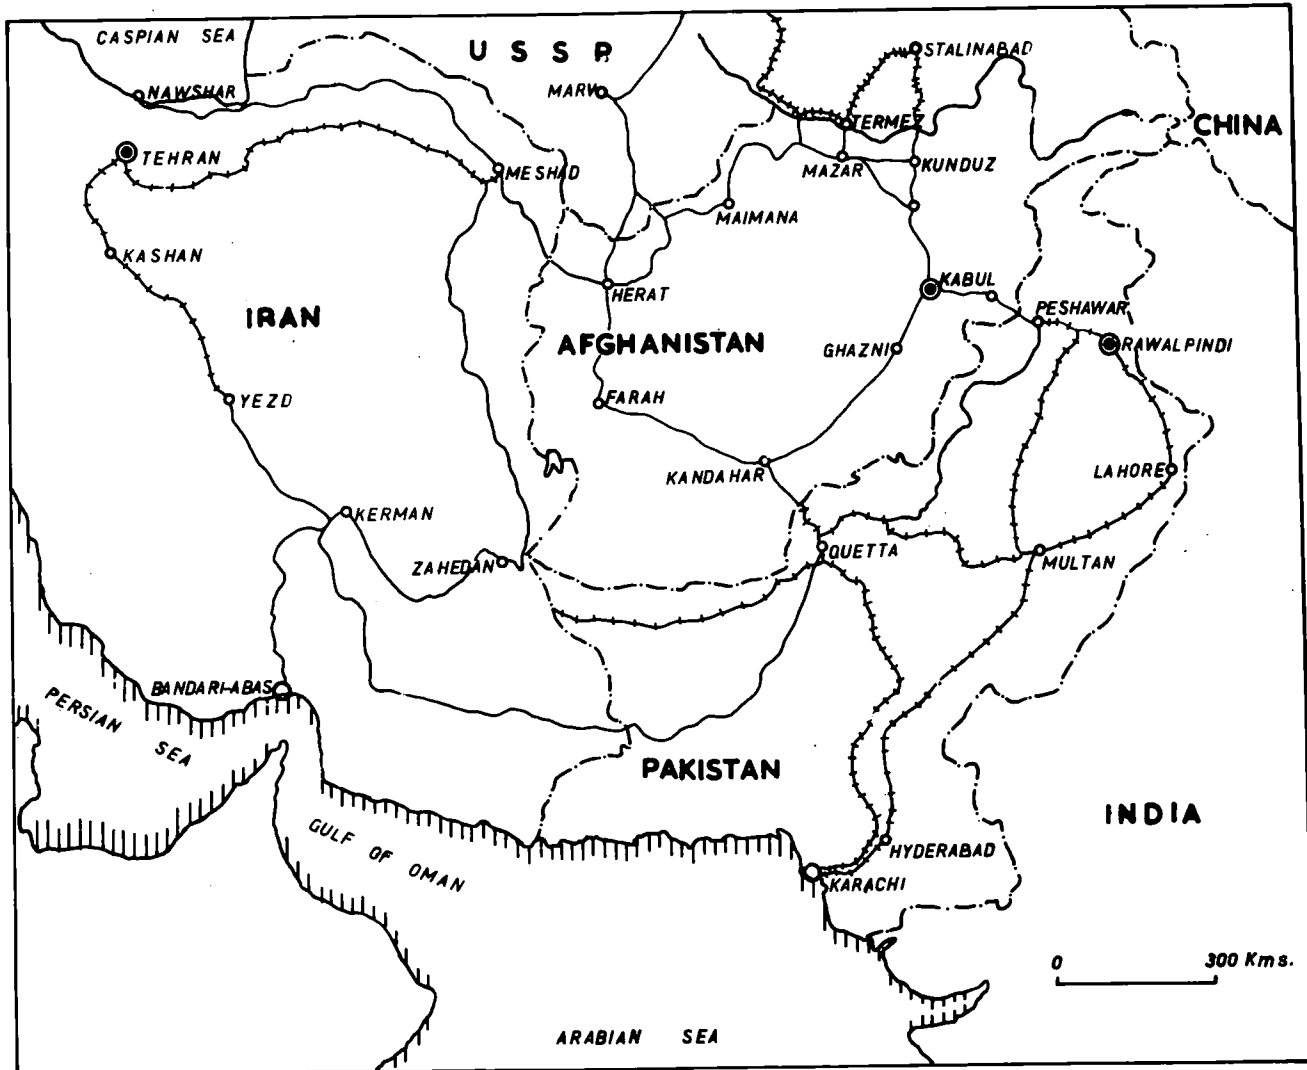 CASPIAN SEA
U S S R
STALINABAD
NAWSHAR
MARW
TERMEZ
CHINA
TEHRAN
MESHAD
MAZAR
KUNDUZ
MAIMANA
KASHAN
KABUL
HERAT
PESHAWAR
IRAN
AFGHANISTAN
GHAZNI
RAWALPINDI
YEZD
FARAH
KANDAHAR
LAHORE
KERMAN
ZAHEDAN
QUETTA
MULTAN
BANDARI-ABAS
PERSIAN SEA
PAKISTAN
INDIA
GULF OF OMAN
HYDERABAD
KARACHI
0 300 Kms.
ARABIAN SEA